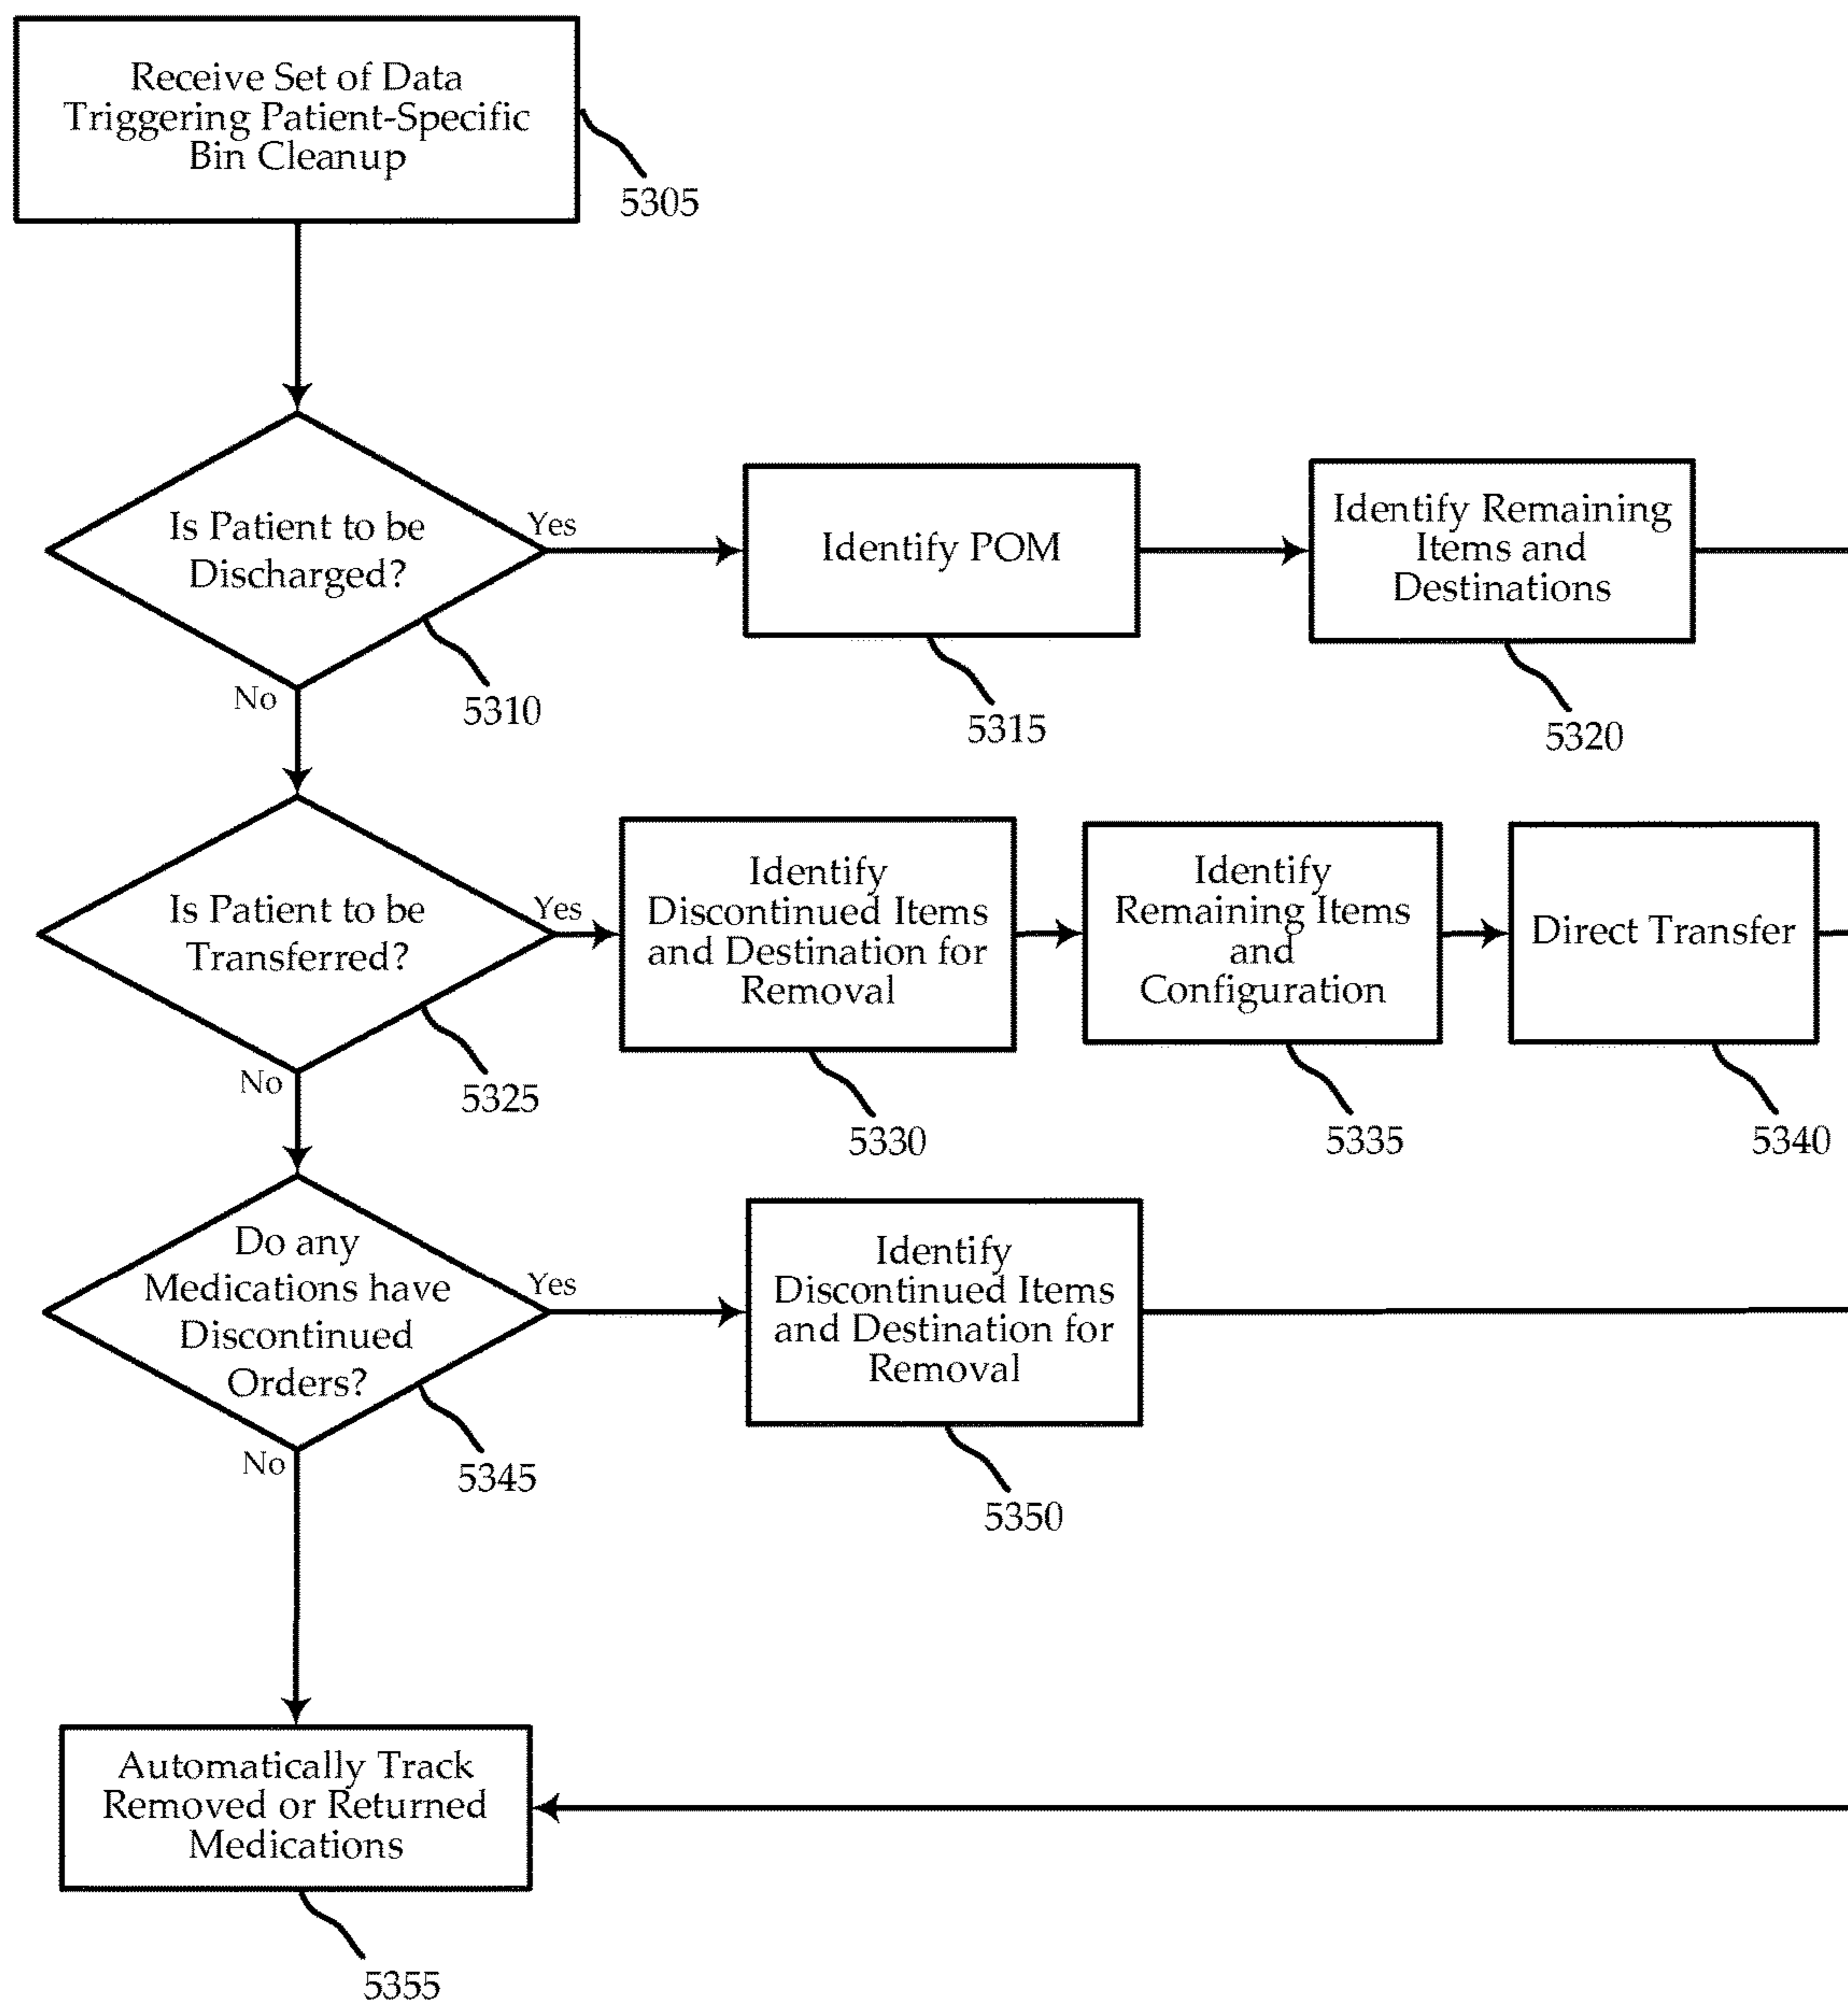 Receive Set of Data
Triggering Patient-Specific
Bin Cleanup
5305
Is Patient to be
Discharged?
Yes
No
5310
Identify POM
5315
Identify Remaining
Items and
Destinations
5320
Is Patient to be
Transferred?
Yes
No
5325
Identify
Discontinued Items
and Destination for
Removal
5330
Identify
Remaining Items
and
Configuration
5335
Direct Transfer
5340
Do any
Medications have
Discontinued
Orders?
Yes
No
5345
Identify
Discontinued Items
and Destination for
Removal
5350
Automatically Track
Removed or Returned
Medications
5355